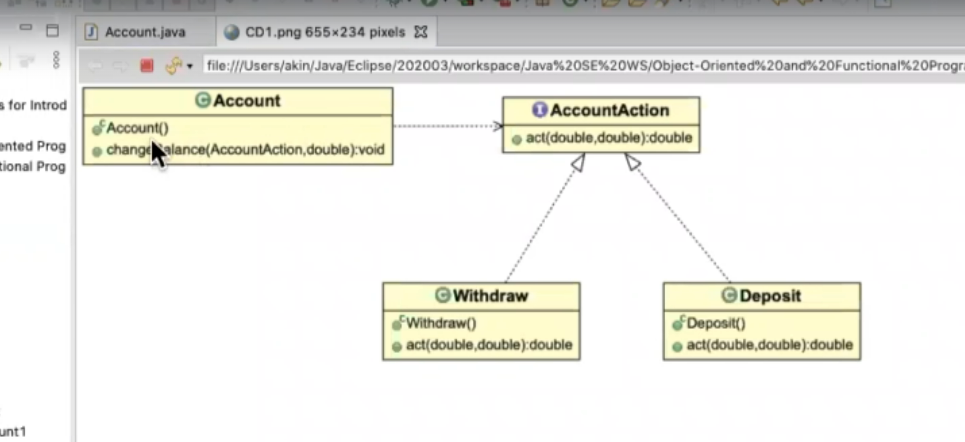 Account.java
CD1.png 655×234 pixels
file:///Users/akin/Java/Eclipse/202003/workspace/Java%20SE%20WS/Object-Oriented%20and%20Functional%20Progr
s for Introd
ented Prog
tional Prog
unt1
C Account
Account()
changeBalance(AccountAction,double):void
I AccountAction
act(double,double):double
C Withdraw
Withdraw()
act(double,double):double
C Deposit
Deposit()
act(double,double):double